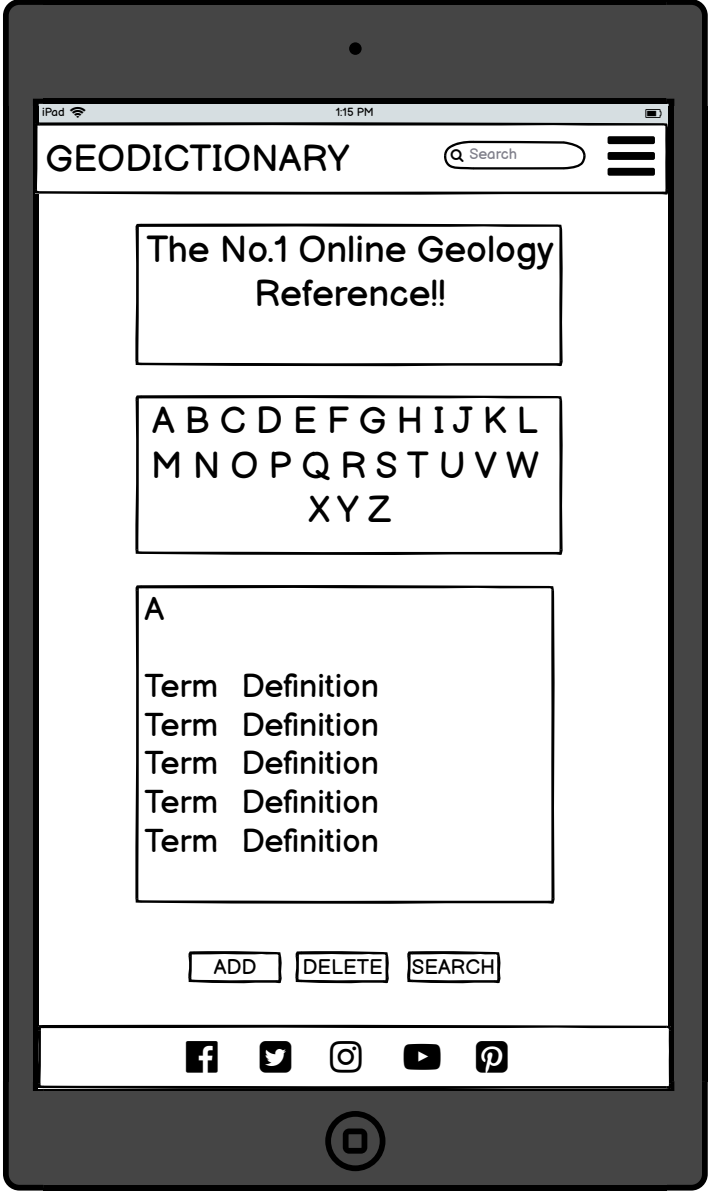 iPad 1:15 PM
GEODICTIONARY Search
The No.1 Online Geology
Reference!!
A B C D E F G H I J K L
M N O P Q R S T U V W
X Y Z
A
Term Definition
Term Definition
Term Definition
Term Definition
Term Definition
ADD DELETE SEARCH